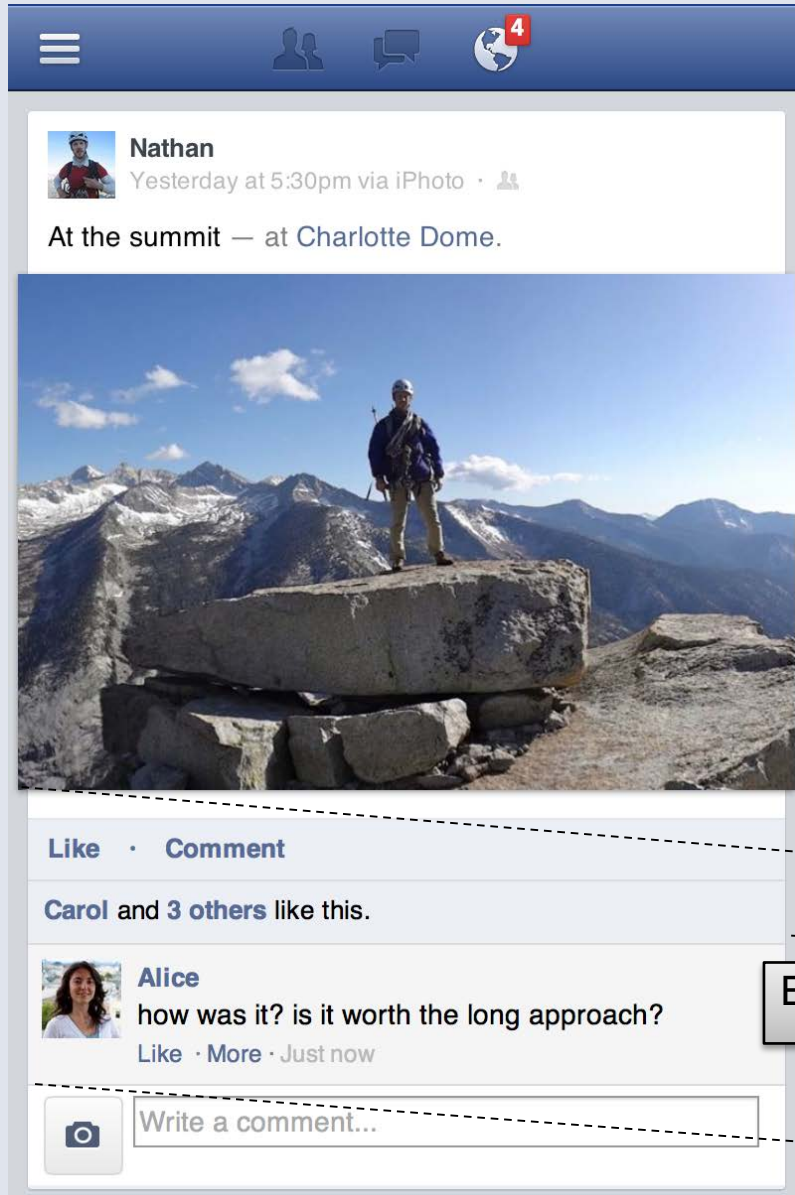 4
Nathan
Yesterday at 5:30pm via iPhoto ·
At the summit — at Charlotte Dome.
Like · Comment
Carol and 3 others like this.
Alice
how was it? is it worth the long approach?
Like · More · Just now
Write a comment...